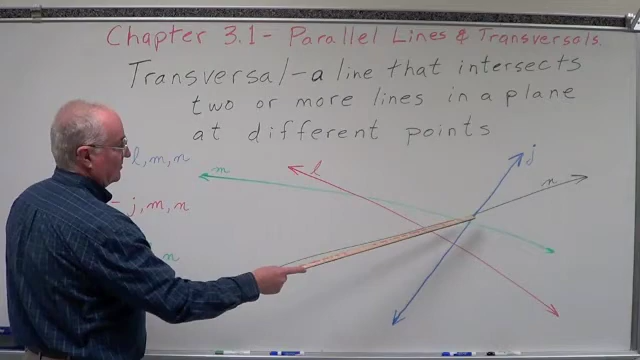 Chapter 3.1 - Parallel Lines & Transversals.
Transversal - a line that intersects
two or more lines in a plane
at different points
l, m, n
- j, m, n
n
m
l
j
n